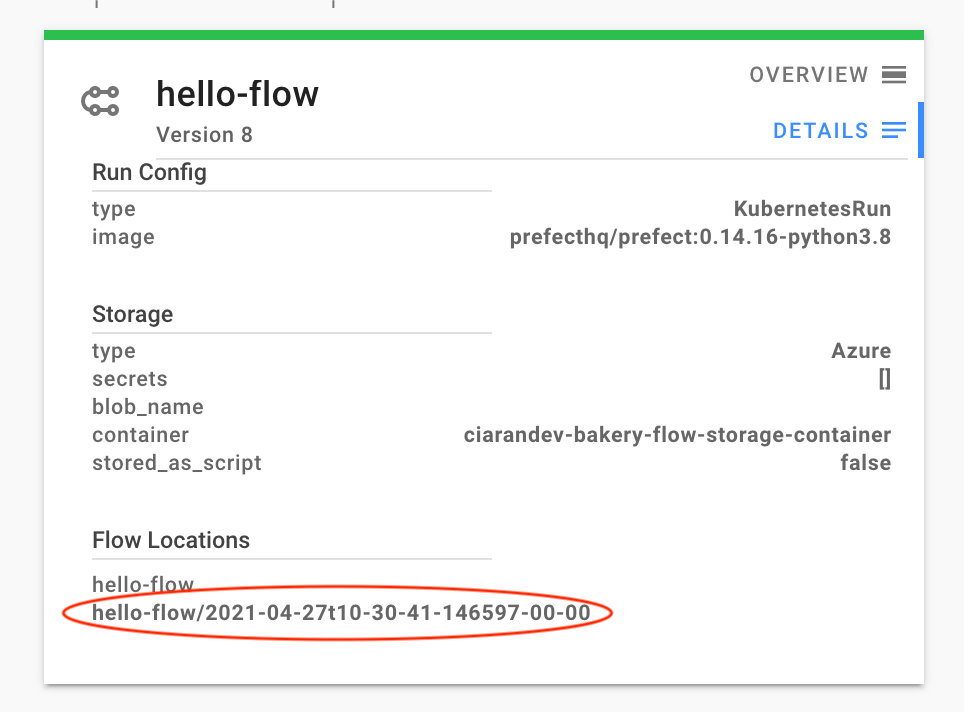 hello-flow
Version 8
OVERVIEW
DETAILS
Run Config
type KubernetesRun
image prefecthq/prefect:0.14.16-python3.8
Storage
type Azure
secrets []
blob_name
container ciarandev-bakery-flow-storage-container
stored_as_script false
Flow Locations
hello-flow
hello-flow/2021-04-27t10-30-41-146597-00-00